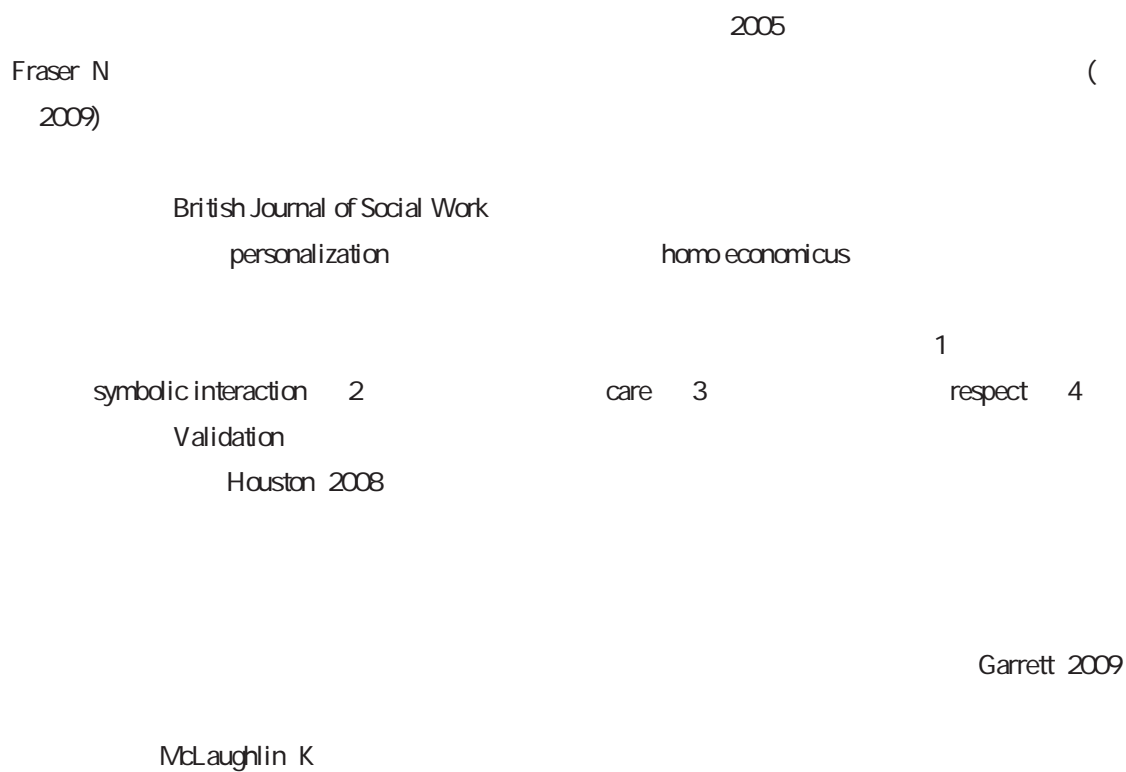 2005
Fraser N (
2009)
British Journal of Social Work
personalization homo economicus
1
symbolic interaction 2 care 3 respect 4
Validation
Houston 2008
Garrett 2009
McLaughlin K